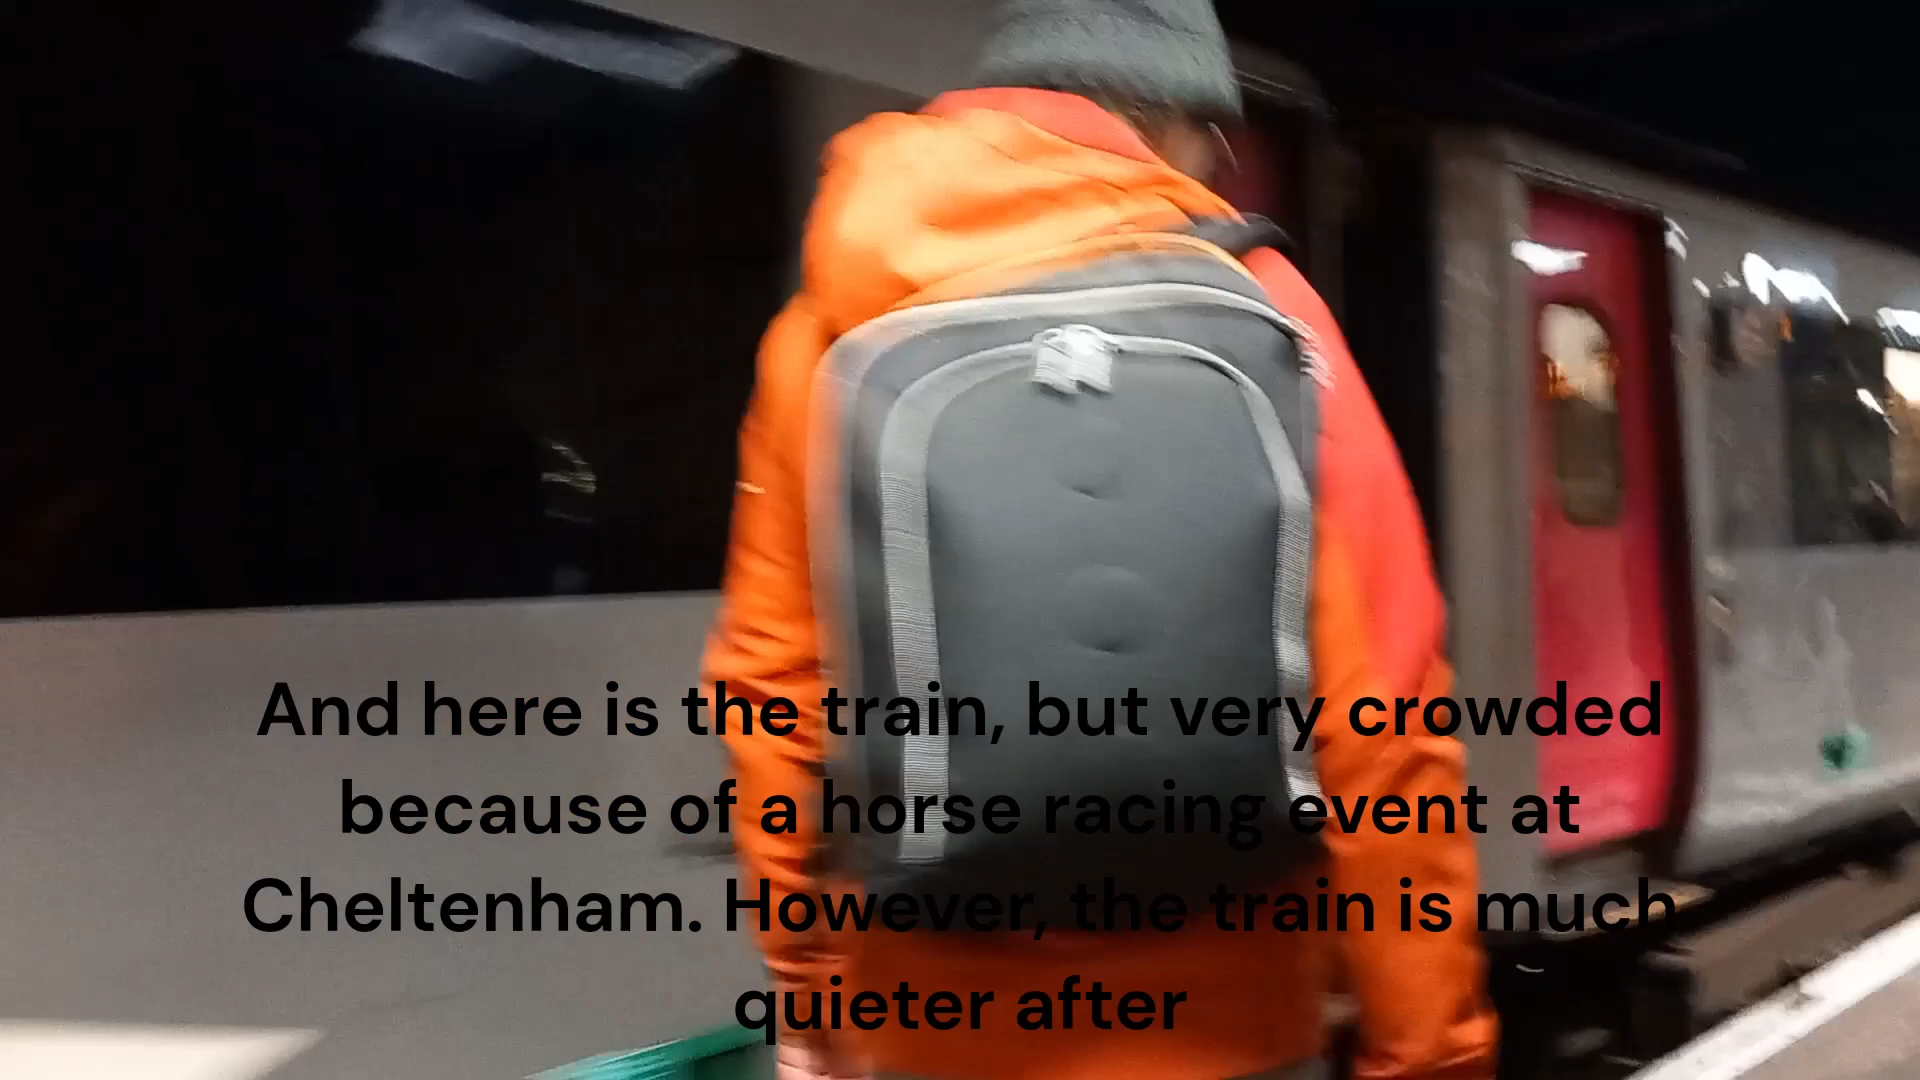 And here is the train, but very crowded
because of a horse racing event at
Cheltenham. However, the train is much
quieter after